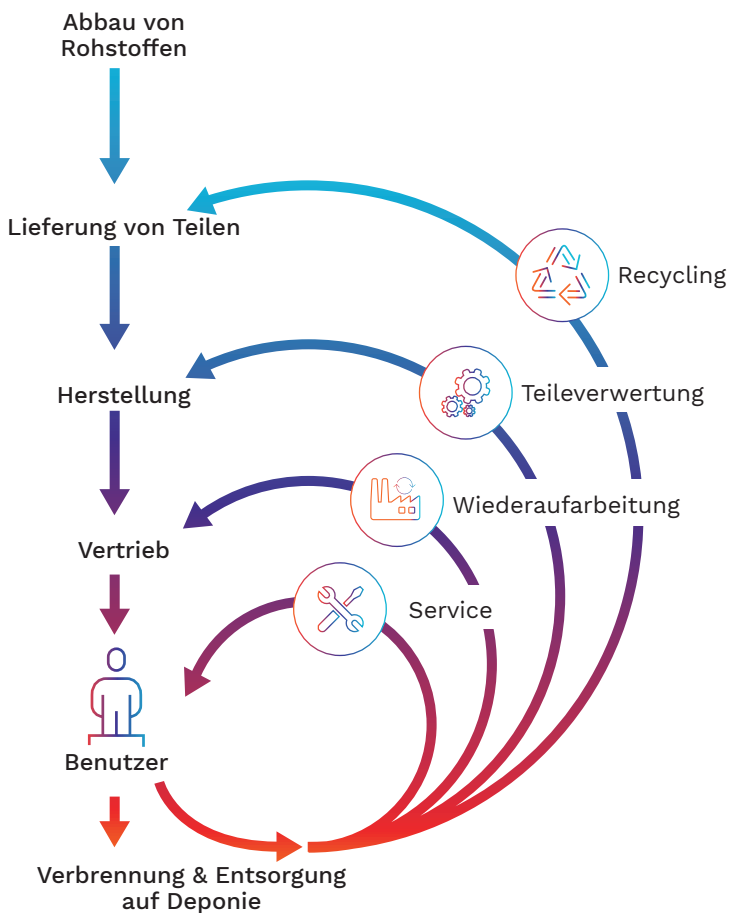 Abbau von
Rohstoffen
Lieferung von Teilen
Recycling
Herstellung
Teileverwertung
Wiederaufarbeitung
Vertrieb
Service
Benutzer
Verbrennung & Entsorgung
auf Deponie